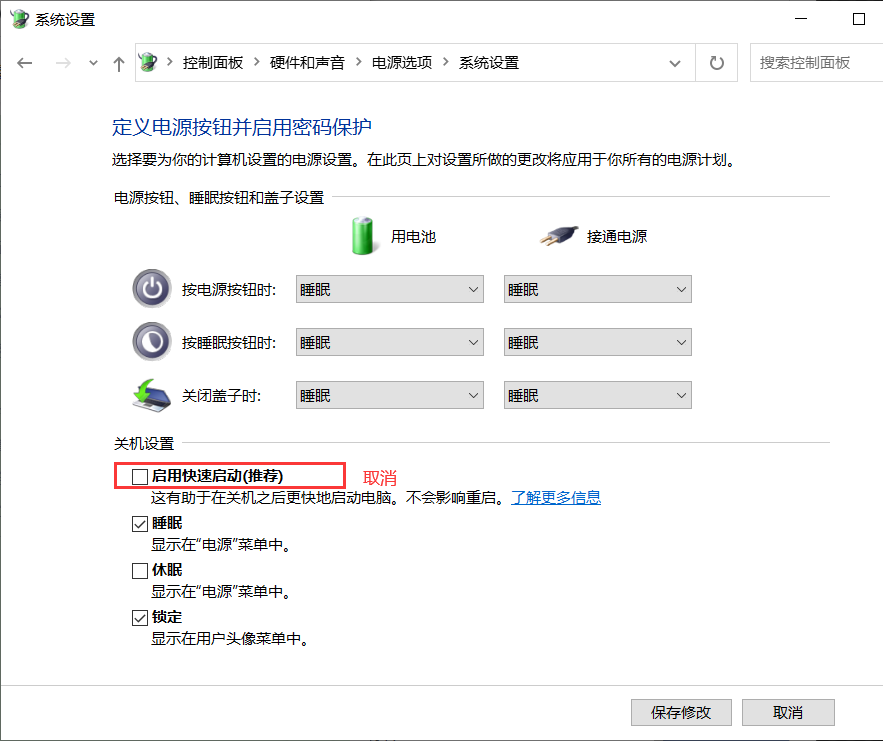 系统设置
控制面板 > 硬件和声音 > 电源选项 > 系统设置
搜索控制面板
定义电源按钮并启用密码保护
选择要为你的计算机设置的电源设置。在此页上对设置所做的更改将应用于你所有的电源计划。
电源按钮、睡眠按钮和盖子设置
用电池 接通电源
按电源按钮时: 睡眠 睡眠
按睡眠按钮时: 睡眠 睡眠
关闭盖子时: 睡眠 睡眠
关机设置
启用快速启动(推荐) 取消
这有助于在关机之后更快地启动电脑。不会影响重启。了解更多信息
睡眠
显示在“电源”菜单中。
休眠
显示在“电源”菜单中。
锁定
显示在用户头像菜单中。
保存修改 取消